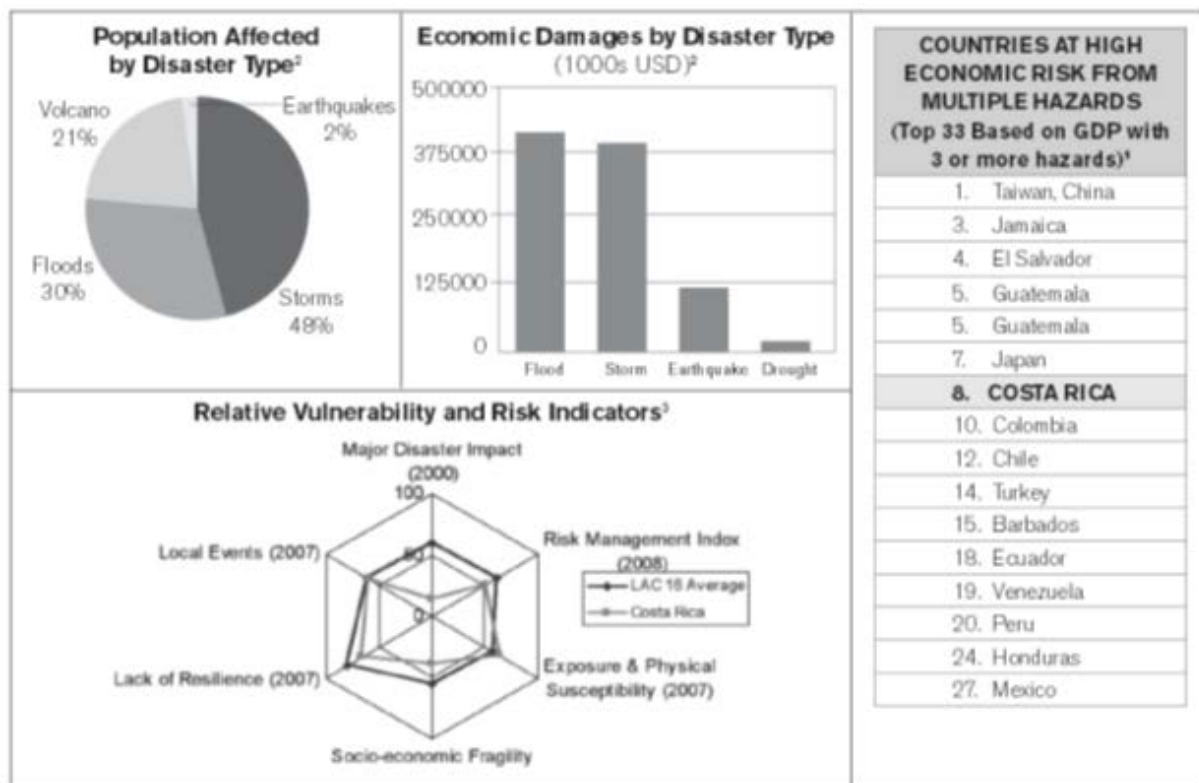 Population Affected
by Disaster Type²
Volcano
21%
Earthquakes
2%
Floods
30%
Storms
48%
Economic Damages by Disaster Type
(1000s USD)²
500000
375000
250000
125000
0
Flood
Storm
Earthquake
Drought
Relative Vulnerability and Risk Indicators³
Major Disaster Impact
(2000)
100
50
0
Local Events (2007)
Risk Management Index
(2008)
LAC 16 Average
Costa Rica
Lack of Resilience (2007)
Exposure & Physical
Susceptibility (2007)
Socio-economic Fragility
COUNTRIES AT HIGH
ECONOMIC RISK FROM
MULTIPLE HAZARDS
(Top 33 Based on GDP with
3 or more hazards)¹
1. Taiwan, China
3. Jamaica
4. El Salvador
5. Guatemala
5. Guatemala
7. Japan
8. COSTA RICA
10. Colombia
12. Chile
14. Turkey
15. Barbados
18. Ecuador
19. Venezuela
20. Peru
24. Honduras
27. Mexico